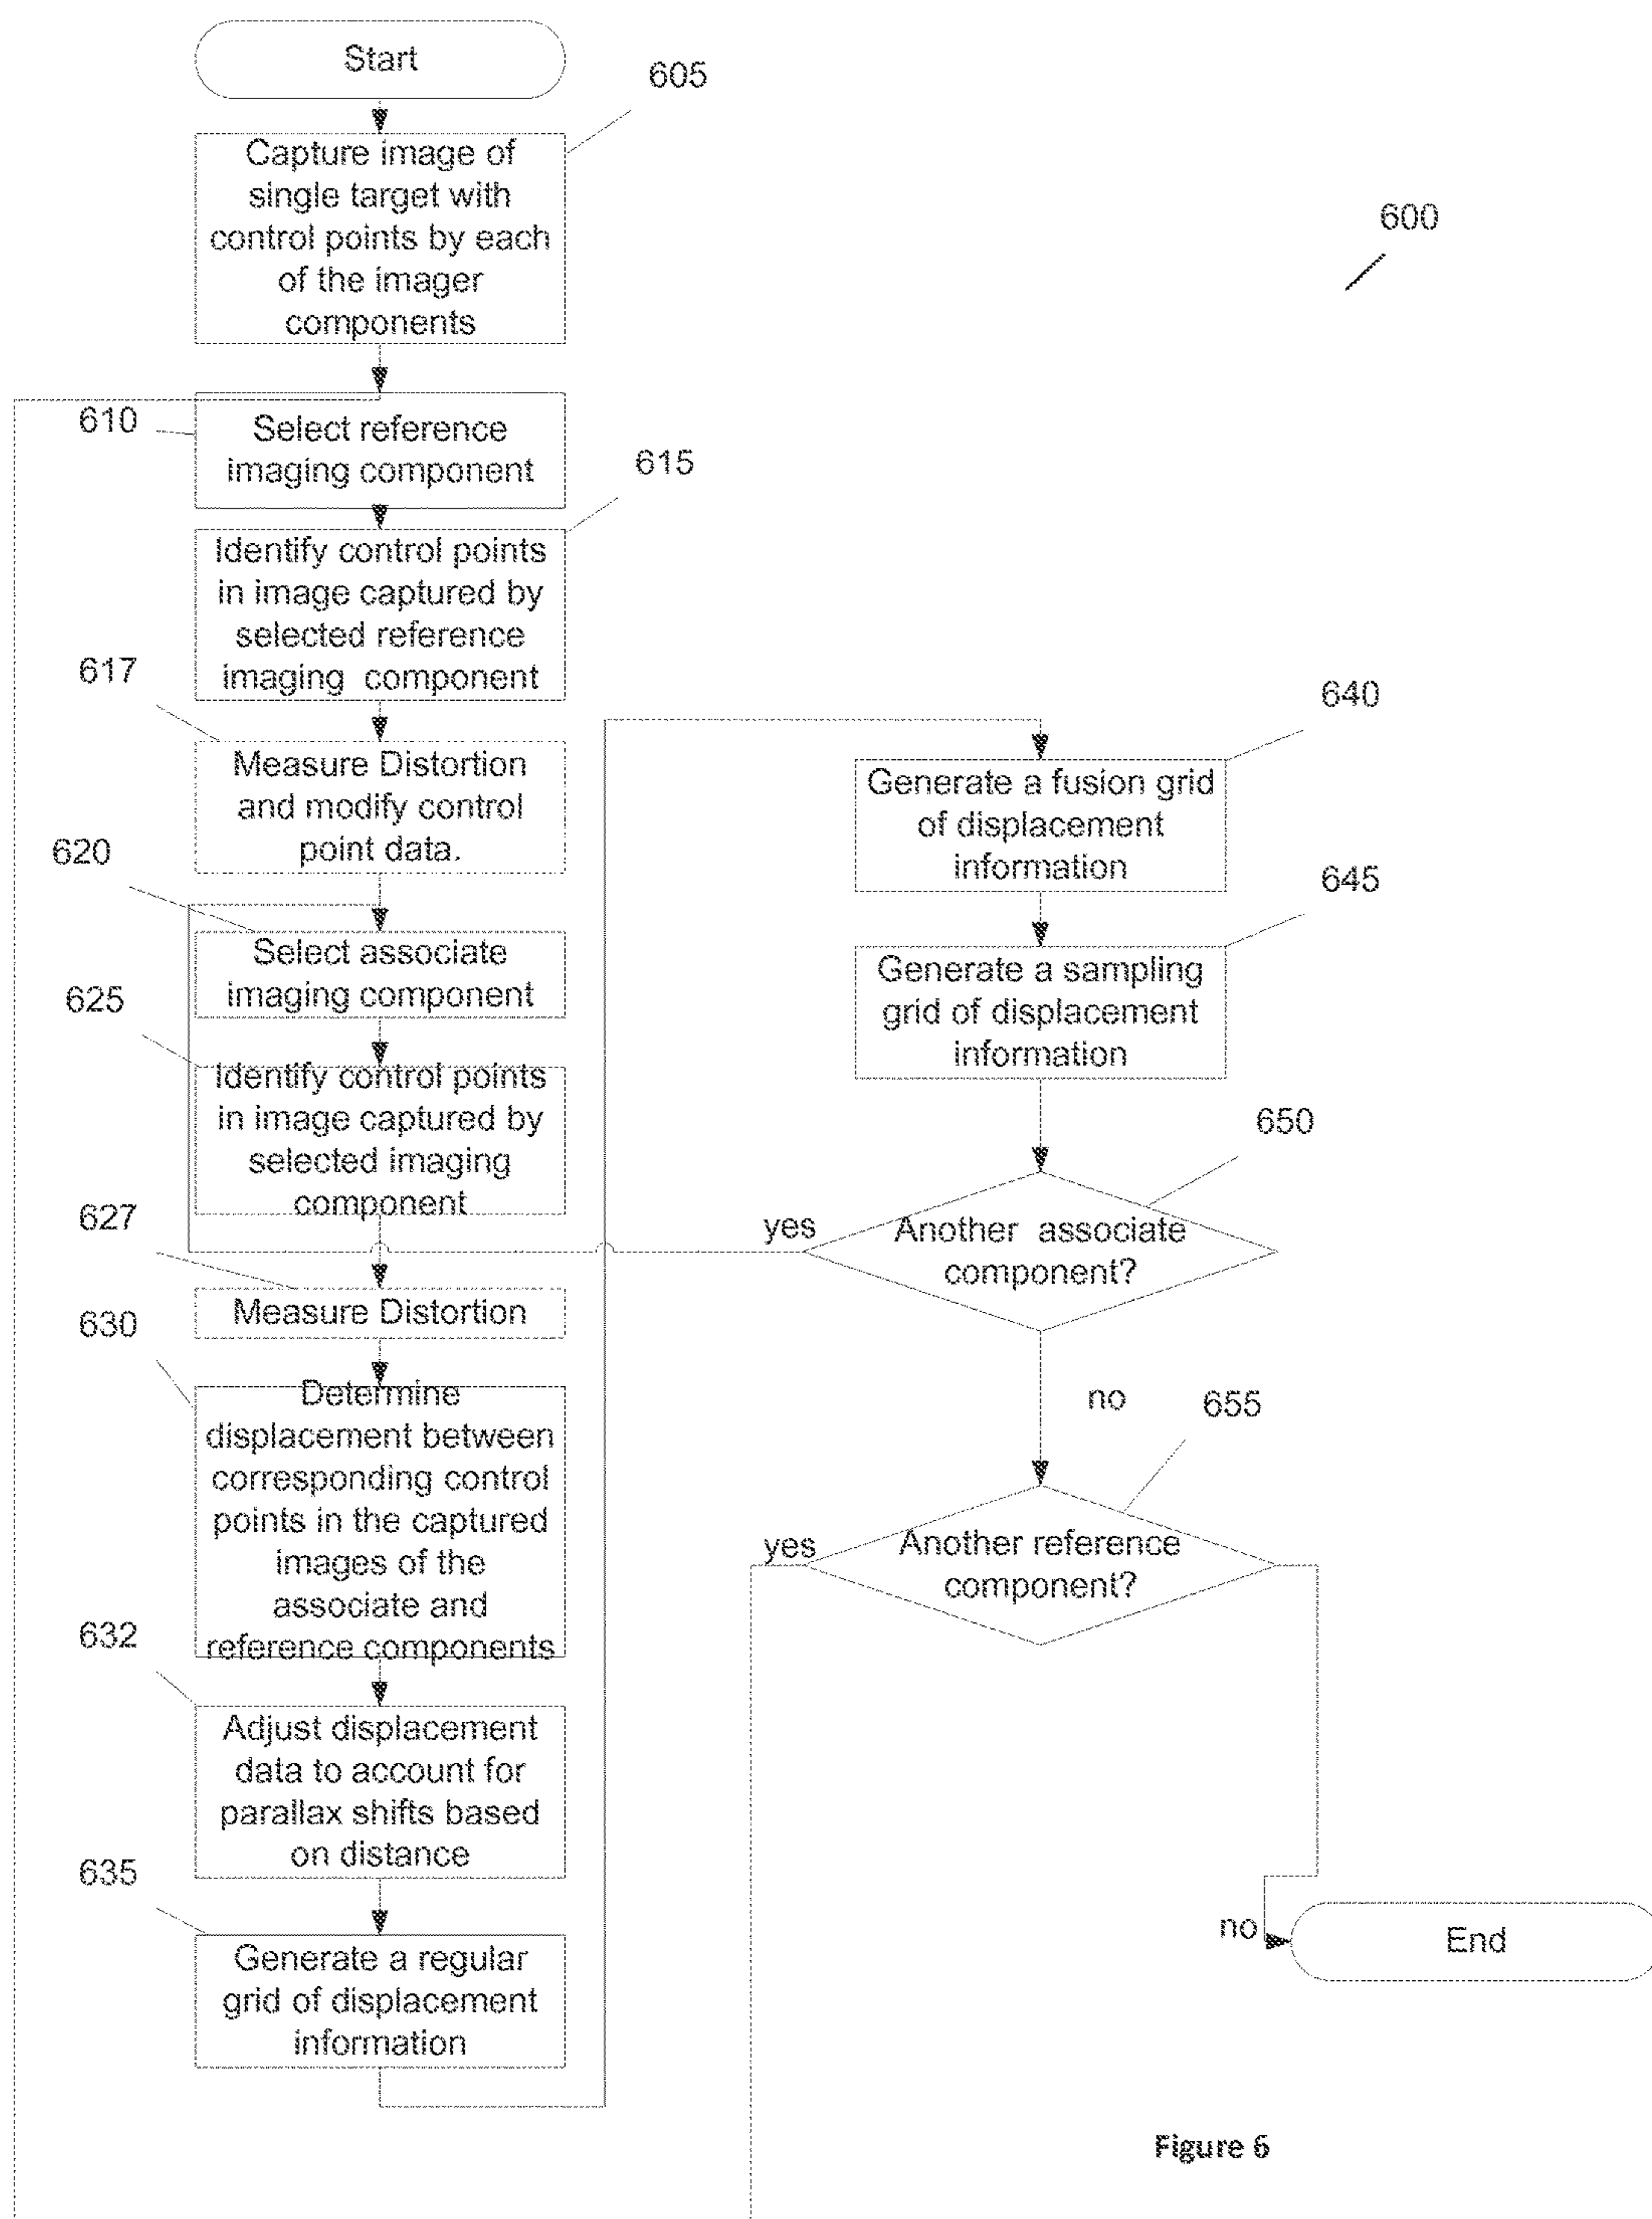 Start
605
Capture image of
single target with
control points by each
of the imager
components
600
610
Select reference
imaging component
615
Identify control points
in image captured by
selected reference
imaging component
617
Measure Distortion
and modify control
point data.
620
Select associate
imaging component
625
Identify control points
in image captured by
selected imaging
component
627
Measure Distortion
630
Determine
displacement between
corresponding control
points in the captured
images of the
associate and
reference components
632
Adjust displacement
data to account for
parallax shifts based
on distance
635
Generate a regular
grid of displacement
information
640
Generate a fusion grid
of displacement
information
645
Generate a sampling
grid of displacement
information
650
yes
Another associate
component?
no
655
yes
Another reference
component?
no
End
Figure 6